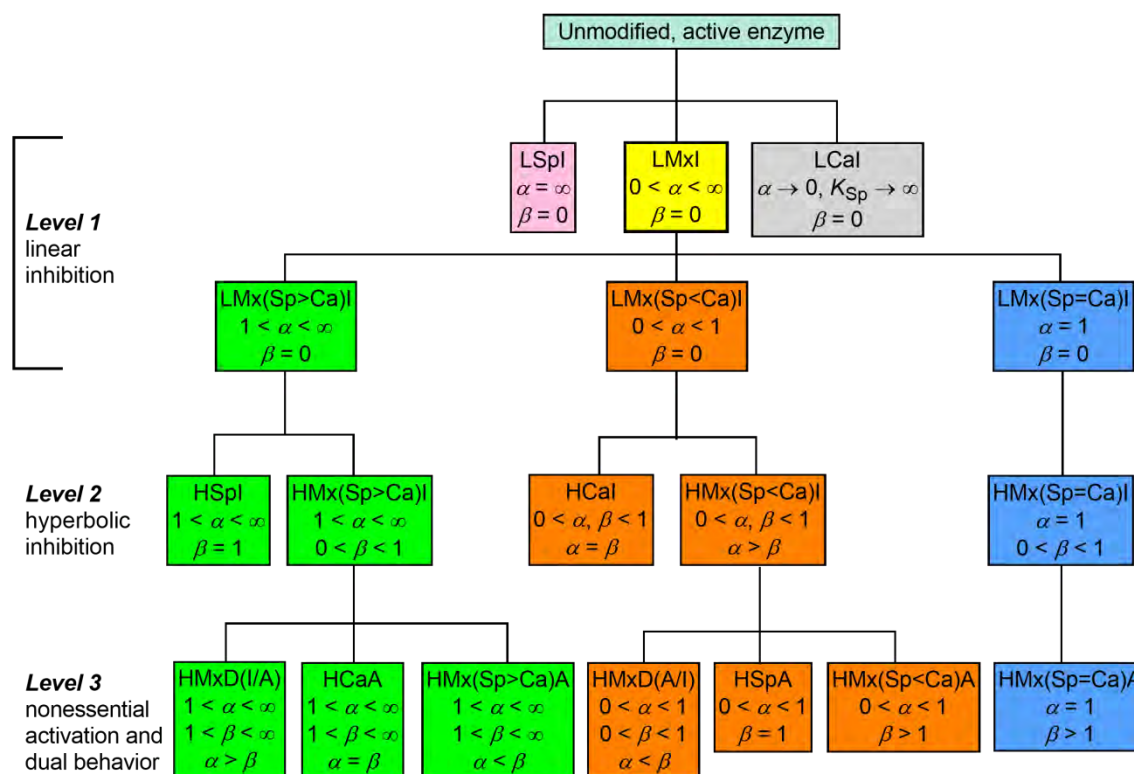 Unmodified, active enzyme
LSpI
α = ∞
β = 0
LMxI
0 < α < ∞
β = 0
LCaI
α → 0, K_Sp → ∞
β = 0
Level 1
linear
inhibition
LMx(Sp>Ca)I
1 < α < ∞
β = 0
LMx(Sp<Ca)I
0 < α < 1
β = 0
LMx(Sp=Ca)I
α = 1
β = 0
Level 2
hyperbolic
inhibition
HSpI
1 < α < ∞
β = 1
HMx(Sp>Ca)I
1 < α < ∞
0 < β < 1
HCaI
0 < α, β < 1
α = β
HMx(Sp<Ca)I
0 < α, β < 1
α > β
HMx(Sp=Ca)I
α = 1
0 < β < 1
Level 3
nonessential
activation and
dual behavior
HMxD(I/A)
1 < α < ∞
1 < β < ∞
α > β
HCaA
1 < α < ∞
1 < β < ∞
α = β
HMx(Sp>Ca)A
1 < α < ∞
1 < β < ∞
α < β
HMxD(A/I)
0 < α < 1
0 < β < 1
α < β
HSpA
0 < α < 1
β = 1
HMx(Sp<Ca)A
0 < α < 1
β > 1
HMx(Sp=Ca)A
α = 1
β > 1